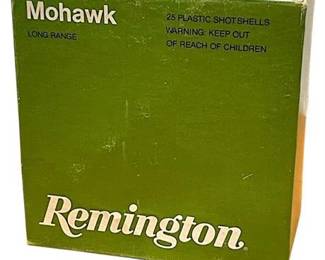 Mohawk
LONG RANGE
25 PLASTIC SHOTSHELLS
WARNING: KEEP OUT
OF REACH OF CHILDREN
Remington